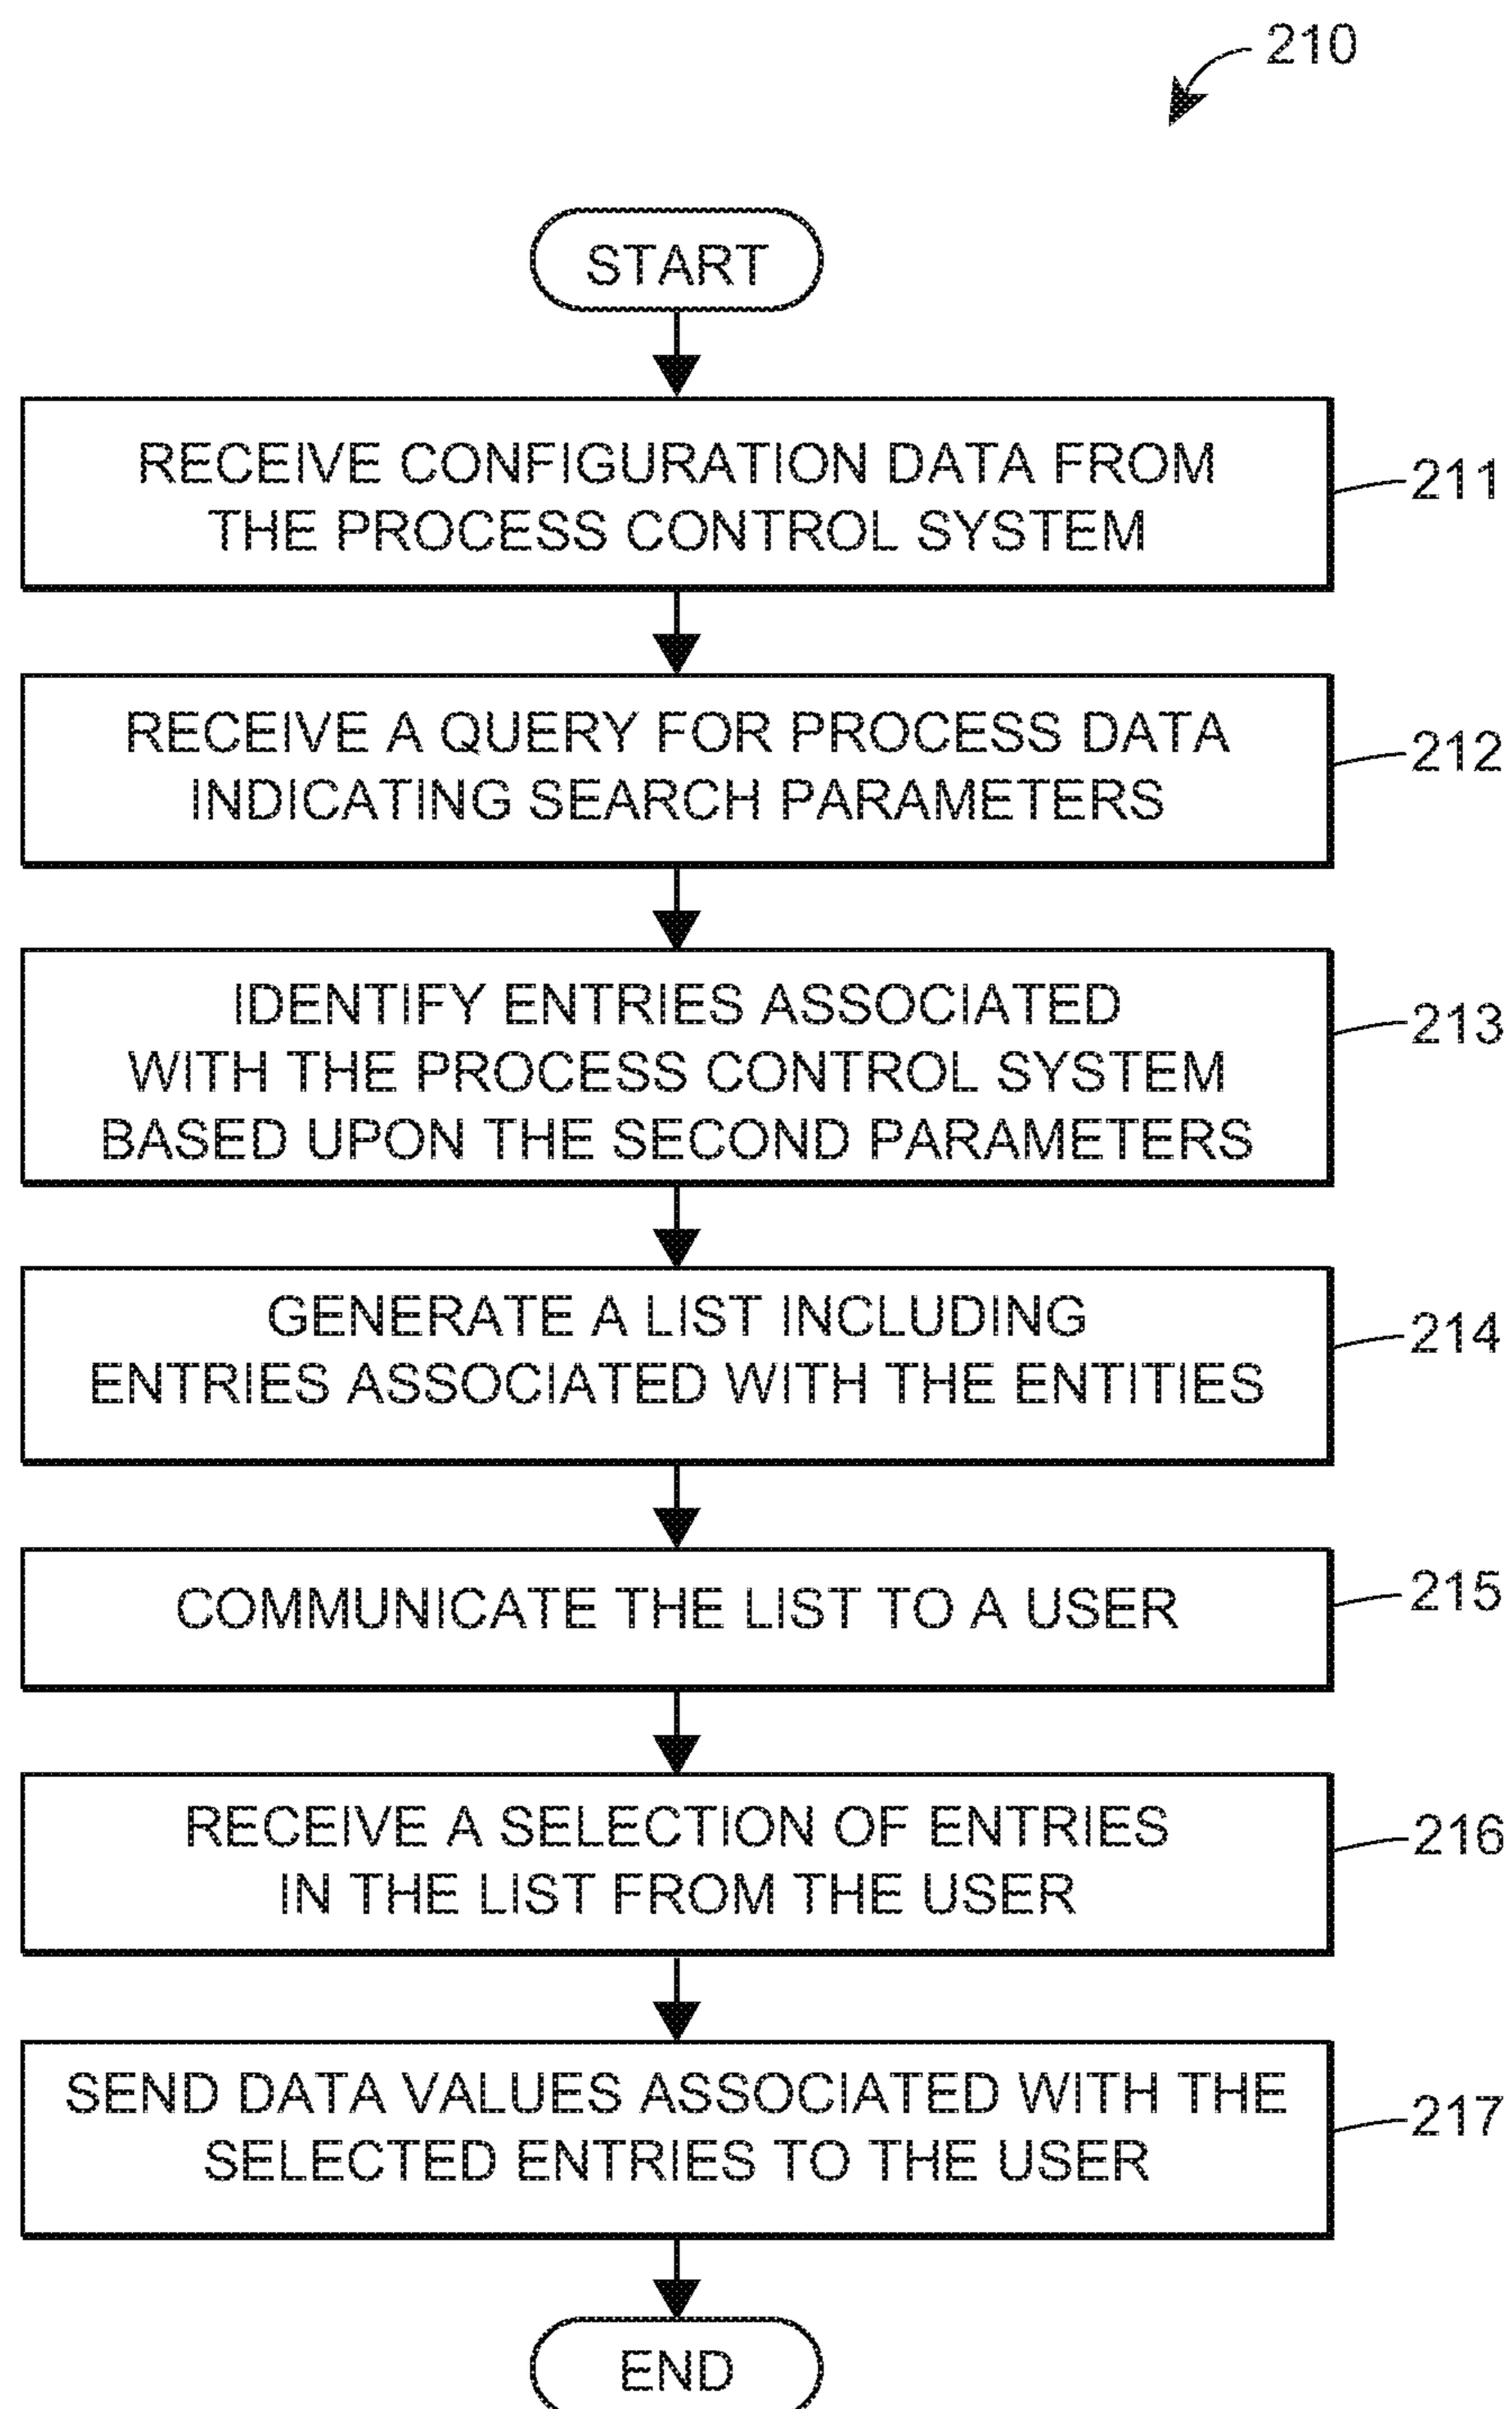 210
START
RECEIVE CONFIGURATION DATA FROM
THE PROCESS CONTROL SYSTEM
211
RECEIVE A QUERY FOR PROCESS DATA
INDICATING SEARCH PARAMETERS
212
IDENTIFY ENTRIES ASSOCIATED
WITH THE PROCESS CONTROL SYSTEM
BASED UPON THE SECOND PARAMETERS
213
GENERATE A LIST INCLUDING
ENTRIES ASSOCIATED WITH THE ENTITIES
214
COMMUNICATE THE LIST TO A USER
215
RECEIVE A SELECTION OF ENTRIES
IN THE LIST FROM THE USER
216
SEND DATA VALUES ASSOCIATED WITH THE
SELECTED ENTRIES TO THE USER
217
END